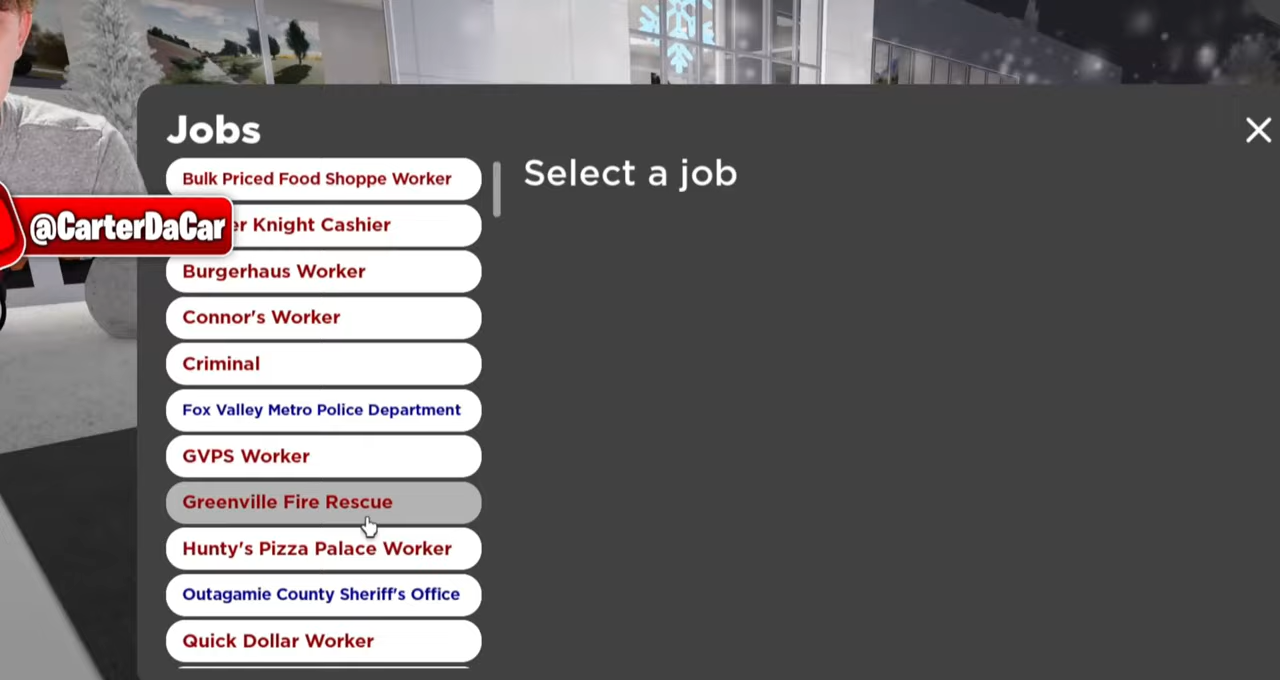 Jobs
Select a job
Bulk Priced Food Shoppe Worker
@CarterDaCar
Knight Cashier
Burgerhaus Worker
Connor's Worker
Criminal
Fox Valley Metro Police Department
GVPS Worker
Greenville Fire Rescue
Hunty's Pizza Palace Worker
Outagamie County Sheriff's Office
Quick Dollar Worker